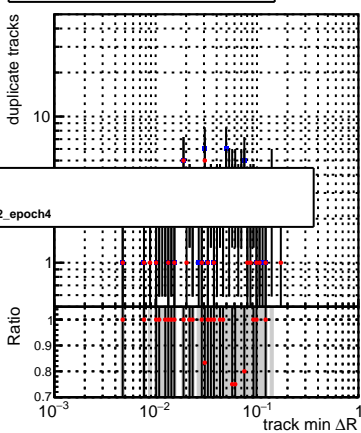 duplicate tracks
10
2_epoch4
1
Ratio
1
0.9
0.8
0.7
10⁻³
10⁻²
10⁻¹
1
track min ΔR